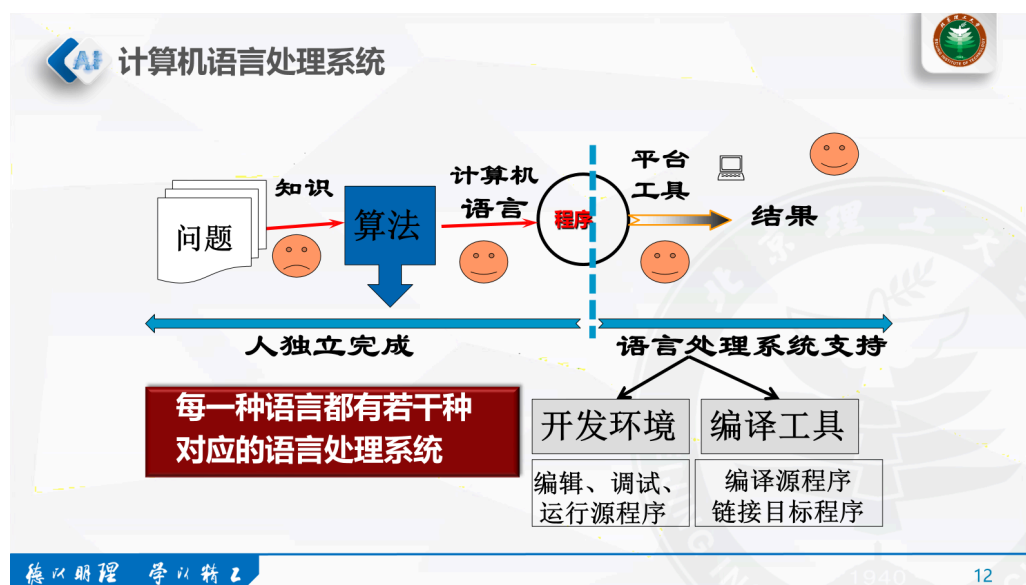 AI 计算机语言处理系统
知识
计算机
语言
平台
工具
问题
算法
程序
结果
人独立完成
语言处理系统支持
每一种语言都有若干种
对应的语言处理系统
开发环境
编译工具
编辑、调试、
运行源程序
编译源程序
链接目标程序
德以明理 学以精工
12
1940